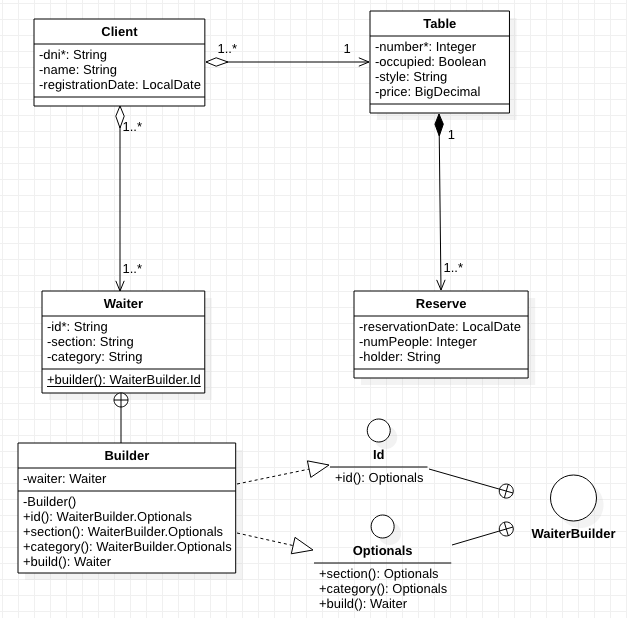 Client
-dni*: String
-name: String
-registrationDate: LocalDate
1..*
1
Table
-number*: Integer
-occupied: Boolean
-style: String
-price: BigDecimal
1..*
1
1..*
1..*
Waiter
-id*: String
-section: String
-category: String
+builder(): WaiterBuilder.Id
Reserve
-reservationDate: LocalDate
-numPeople: Integer
-holder: String
Builder
-waiter: Waiter
-Builder()
+id(): WaiterBuilder.Optionals
+section(): WaiterBuilder.Optionals
+category(): WaiterBuilder.Optionals
+build(): Waiter
Id
+id(): Optionals
Optionals
+section(): Optionals
+category(): Optionals
+build(): Waiter
WaiterBuilder